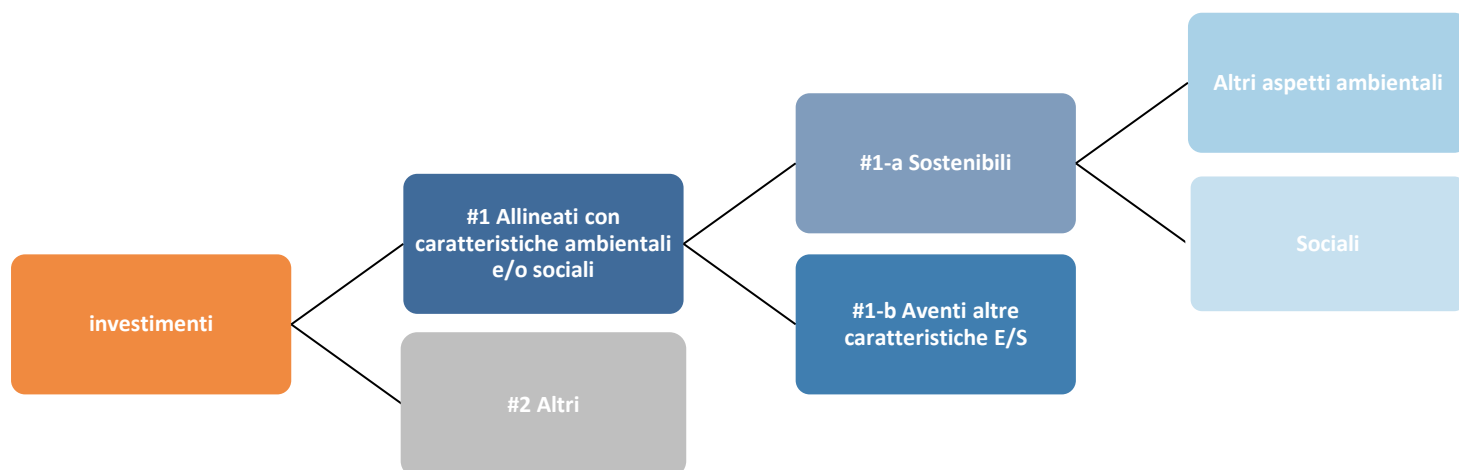 Altri aspetti ambientali
#1-a Sostenibili
#1 Allineati con
caratteristiche ambientali
e/o sociali
Sociali
investimenti
#1-b Aventi altre
caratteristiche E/S
#2 Altri